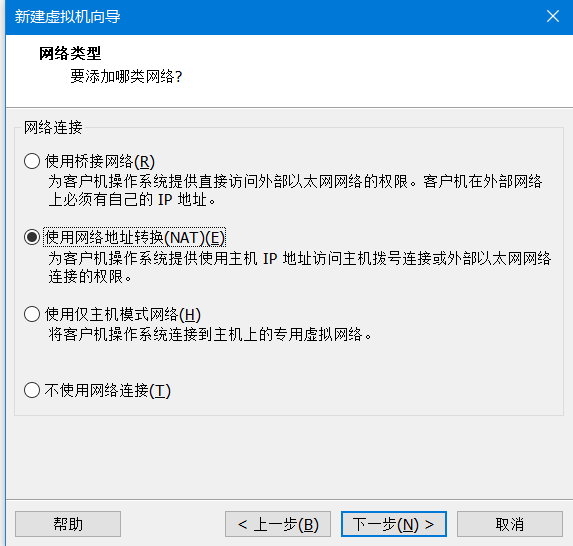 新建虚拟机向导
网络类型
要添加哪类网络?
网络连接
使用桥接网络(R)
为客户机操作系统提供直接访问外部以太网网络的权限。客户机在外部网络
上必须有自己的 IP 地址。
使用网络地址转换(NAT)(E)
为客户机操作系统提供使用主机 IP 地址访问主机拨号连接或外部以太网网络
连接的权限。
使用仅主机模式网络(H)
将客户机操作系统连接到主机上的专用虚拟网络。
不使用网络连接(T)
帮助
< 上一步(B)
下一步(N) >
取消